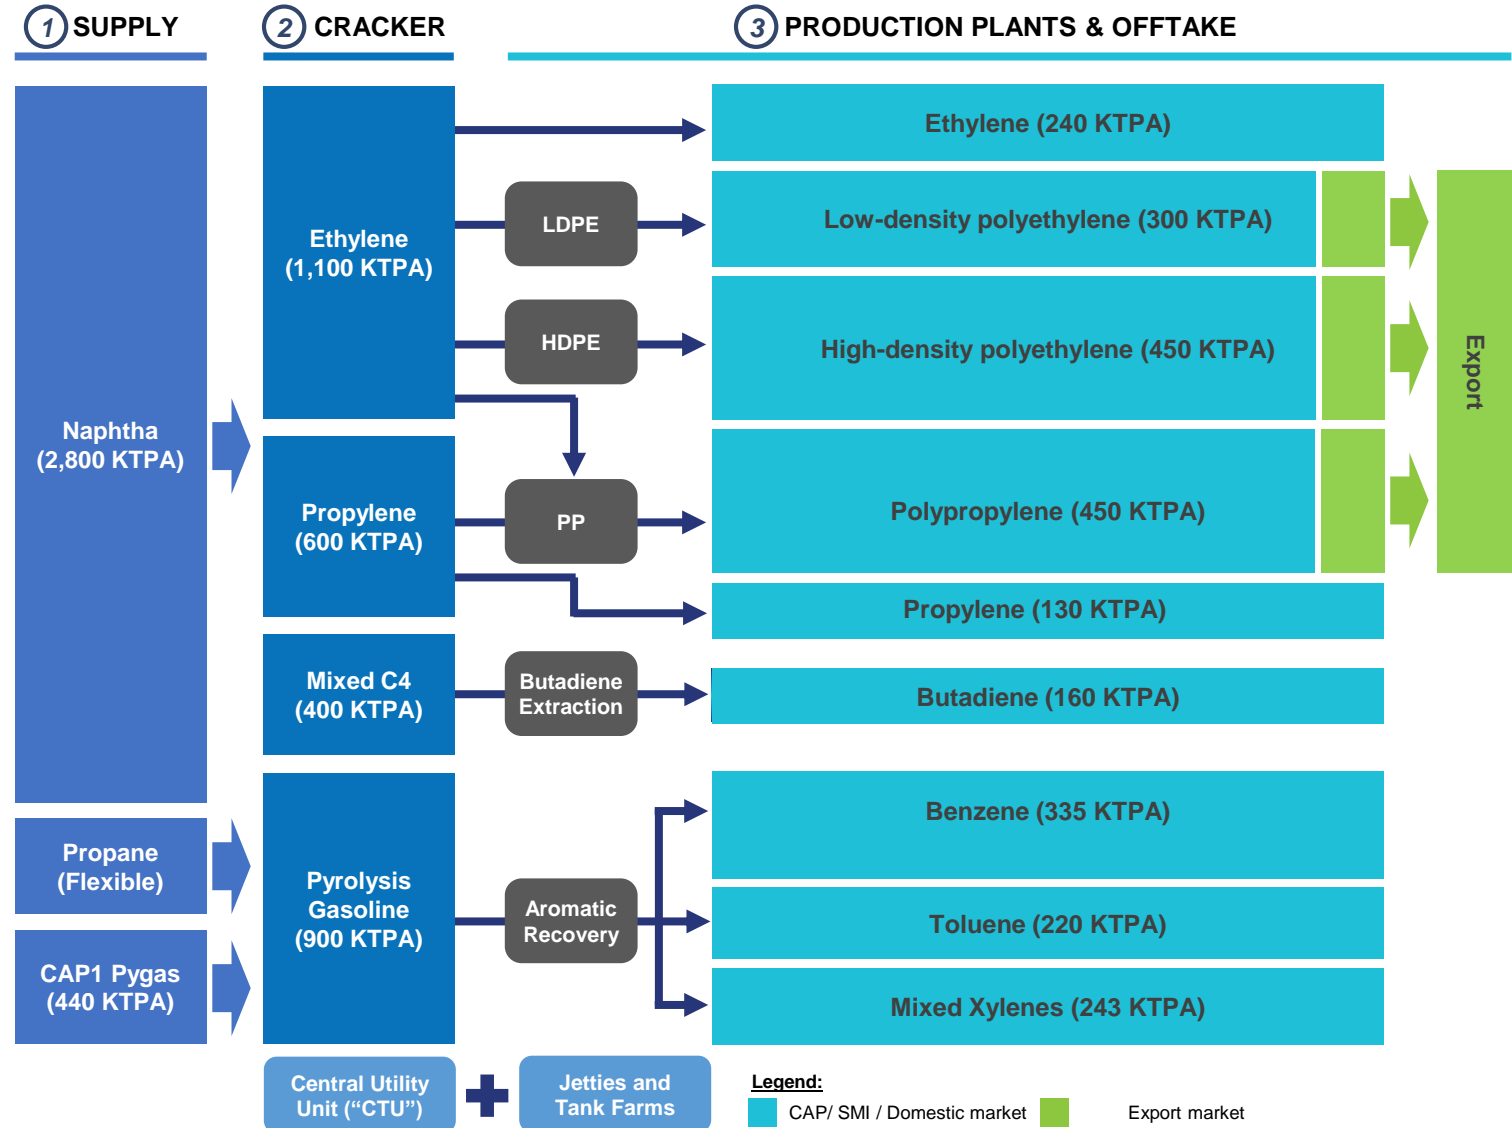 1 SUPPLY
2 CRACKER
3 PRODUCTION PLANTS & OFFTAKE
Naphtha
(2,800 KTPA)
Propane
(Flexible)
CAP1 Pygas
(440 KTPA)
Ethylene
(1,100 KTPA)
Propylene
(600 KTPA)
Mixed C4
(400 KTPA)
Pyrolysis
Gasoline
(900 KTPA)
LDPE
HDPE
PP
Butadiene
Extraction
Aromatic
Recovery
Ethylene (240 KTPA)
Low-density polyethylene (300 KTPA)
High-density polyethylene (450 KTPA)
Polypropylene (450 KTPA)
Propylene (130 KTPA)
Butadiene (160 KTPA)
Benzene (335 KTPA)
Toluene (220 KTPA)
Mixed Xylenes (243 KTPA)
Export
Central Utility
Unit (“CTU”)
Jetties and
Tank Farms
Legend:
CAP/ SMI / Domestic market
Export market